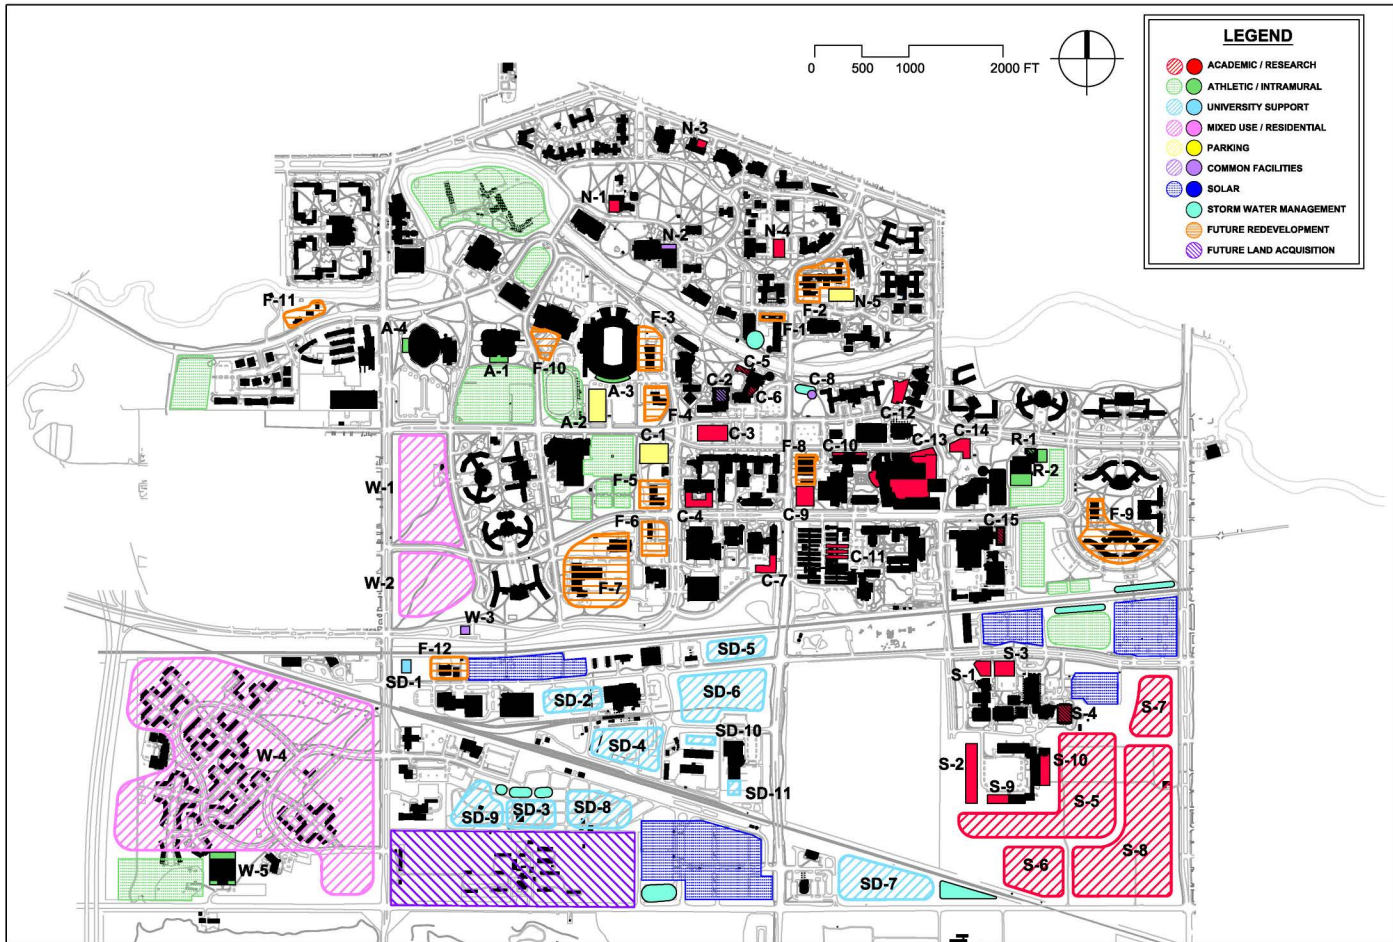 LEGEND
ACADEMIC / RESEARCH
ATHLETIC / INTRAMURAL
UNIVERSITY SUPPORT
MIXED USE / RESIDENTIAL
PARKING
COMMON FACILITIES
SOLAR
STORM WATER MANAGEMENT
FUTURE REDEVELOPMENT
FUTURE LAND ACQUISITION
0 500 1000 2000 FT
N-3
N-1
N-2
N-4
N-5
F-2
F-11
F-3
F-1
A-4
A-1
F-10
A-3
C-5
C-2
C-6
C-8
A-2
F-4
C-12
C-1
C-3
F-8
C-10
C-13
C-14
R-1
R-2
W-1
F-5
C-4
C-9
F-6
C-15
F-9
W-2
F-7
C-7
C-11
W-3
F-12
SD-5
SD-1
S-1
S-3
SD-2
SD-6
S-4
S-7
SD-4
SD-10
W-4
S-2
S-10
SD-11
S-9
S-5
SD-9
SD-3
SD-8
S-8
S-6
W-5
SD-7